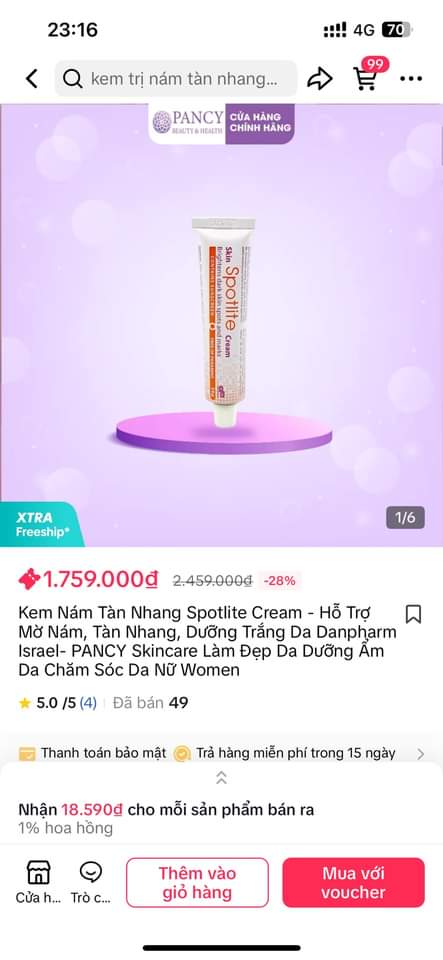 23:16
4G 70
kem trị nám tàn nhang...
99
PANCY
BEAUTY & HEALTH
CỬA HÀNG
CHÍNH HÃNG
Skin
Spotlite
Cream
Brightens dark skin spots and marks
XTRA
Freeship*
1/6
1.759.000₫ 2.459.000₫ -28%
Kem Nám Tàn Nhang Spotlite Cream - Hỗ Trợ
Mờ Nám, Tàn Nhang, Dưỡng Trắng Da Danpharm
Israel- PANCY Skincare Làm Đẹp Da Dưỡng Ẩm
Da Chăm Sóc Da Nữ Women
5.0 /5 (4) Đã bán 49
Thanh toán bảo mật Trả hàng miễn phí trong 15 ngày
Nhận 18.590₫ cho mỗi sản phẩm bán ra
1% hoa hồng
Cửa h... Trò c...
Thêm vào
giỏ hàng
Mua với
voucher